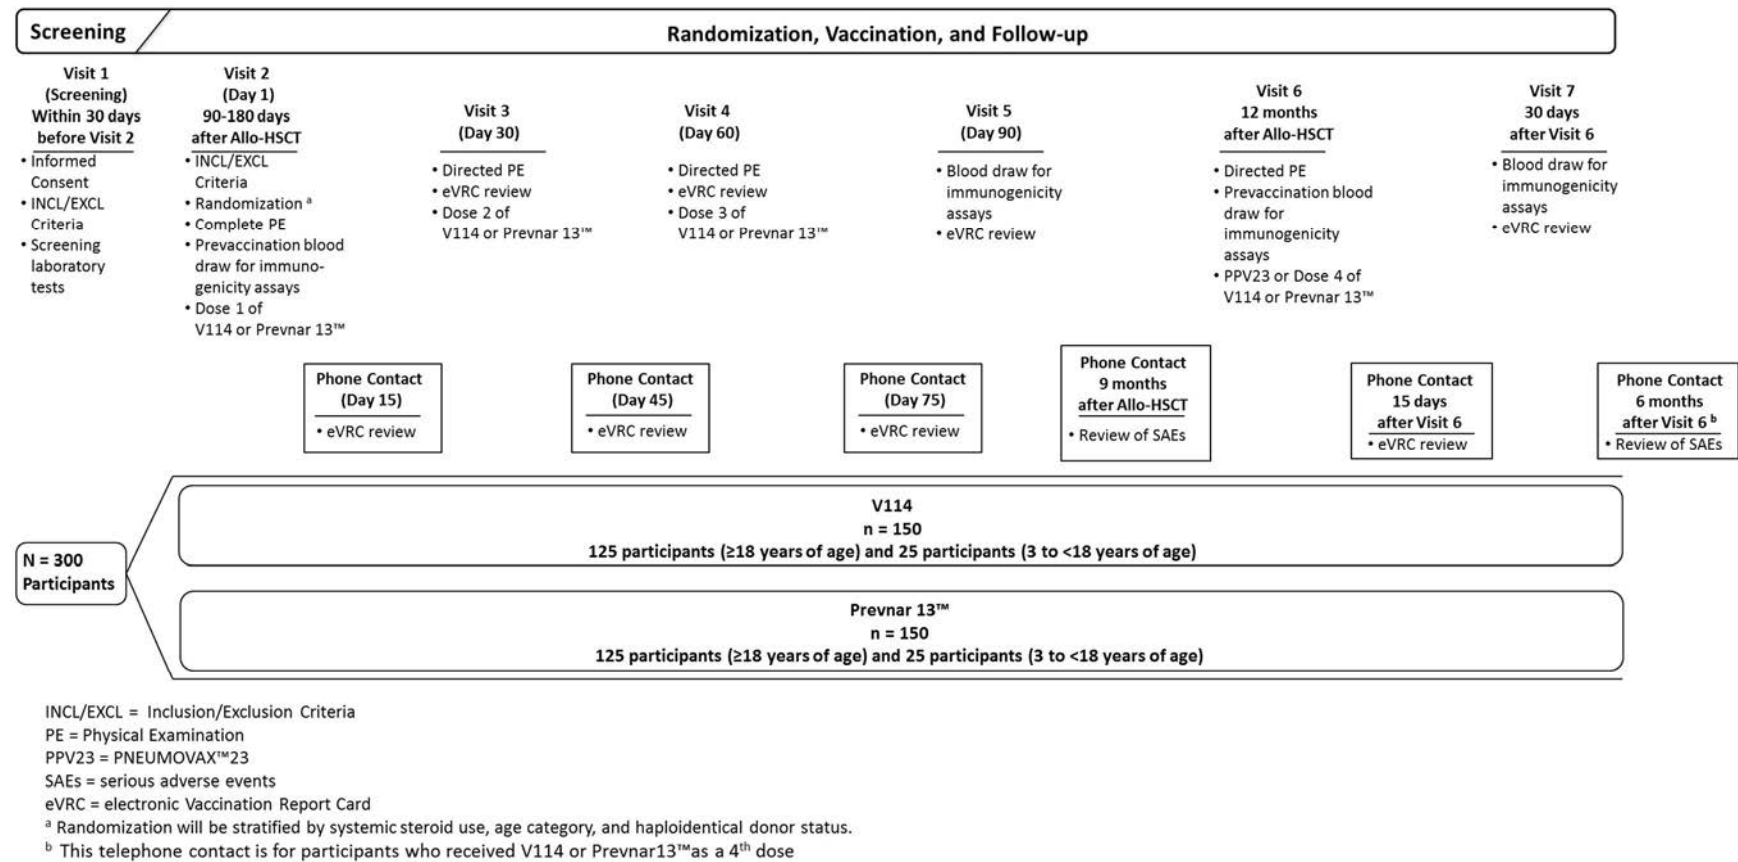 Screening
Randomization, Vaccination, and Follow-up
Visit 1
(Screening)
Within 30 days
before Visit 2
• Informed
Consent
• INCL/EXCL
Criteria
• Screening
laboratory
tests
Visit 2
(Day 1)
90-180 days
after Allo-HSCT
• INCL/EXCL
Criteria
• Randomization ᵃ
• Complete PE
• Prevaccination blood
draw for immuno-
genicity assays
• Dose 1 of
V114 or Prevnar 13™
Visit 3
(Day 30)
• Directed PE
• eVRC review
• Dose 2 of
V114 or Prevnar 13™
Visit 4
(Day 60)
• Directed PE
• eVRC review
• Dose 3 of
V114 or Prevnar 13™
Visit 5
(Day 90)
• Blood draw for
immunogenicity
assays
• eVRC review
Visit 6
12 months
after Allo-HSCT
• Directed PE
• Prevaccination blood
draw for
immunogenicity
assays
• PPV23 or Dose 4 of
V114 or Prevnar 13™
Visit 7
30 days
after Visit 6
• Blood draw for
immunogenicity
assays
• eVRC review
Phone Contact
(Day 15)
• eVRC review
Phone Contact
(Day 45)
• eVRC review
Phone Contact
(Day 75)
• eVRC review
Phone Contact
9 months
after Allo-HSCT
• Review of SAEs
Phone Contact
15 days
after Visit 6
• eVRC review
Phone Contact
6 months
after Visit 6 ᵇ
• Review of SAEs
N = 300
Participants
V114
n = 150
125 participants (≥18 years of age) and 25 participants (3 to <18 years of age)
Prevnar 13™
n = 150
125 participants (≥18 years of age) and 25 participants (3 to <18 years of age)
INCL/EXCL = Inclusion/Exclusion Criteria
PE = Physical Examination
PPV23 = PNEUMOVAX™23
SAEs = serious adverse events
eVRC = electronic Vaccination Report Card
ᵃ Randomization will be stratified by systemic steroid use, age category, and haploidentical donor status.
ᵇ This telephone contact is for participants who received V114 or Prevnar13™as a 4ᵗʰ dose